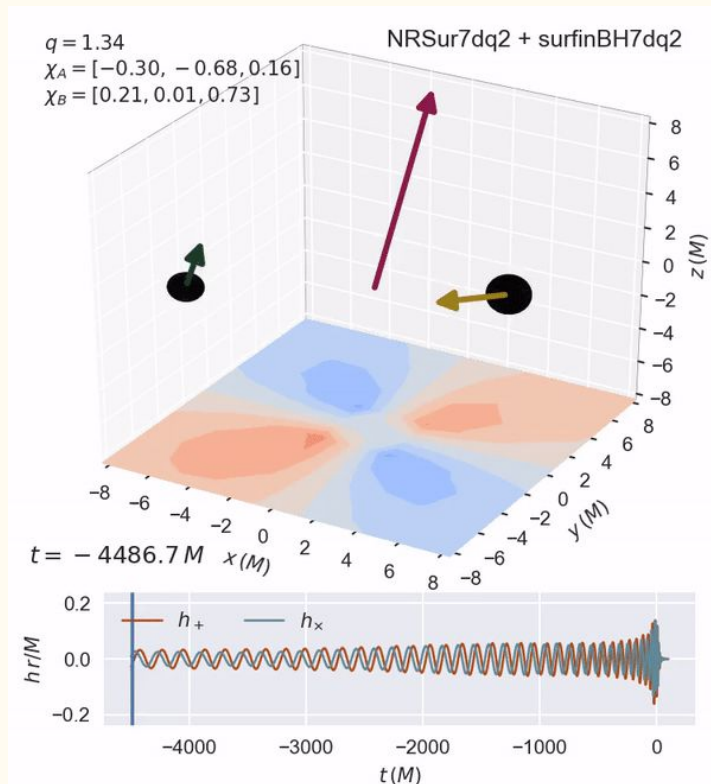 q = 1.34
NRSur7dq2 + surfinBH7dq2
χ_A = [−0.30, −0.68, 0.16]
χ_B = [0.21, 0.01, 0.73]
8
6
4
2
0
−2
−4
−6
−8
z (M)
−8 −6 −4 −2 0 2 4 6 8
x (M)
−8 −6 −4 −2 0 2 4 6 8
y (M)
t = − 4486.7 M
0.2
0.0
−0.2
h r/M
h_+ h_×
−4000 −3000 −2000 −1000 0
t (M)